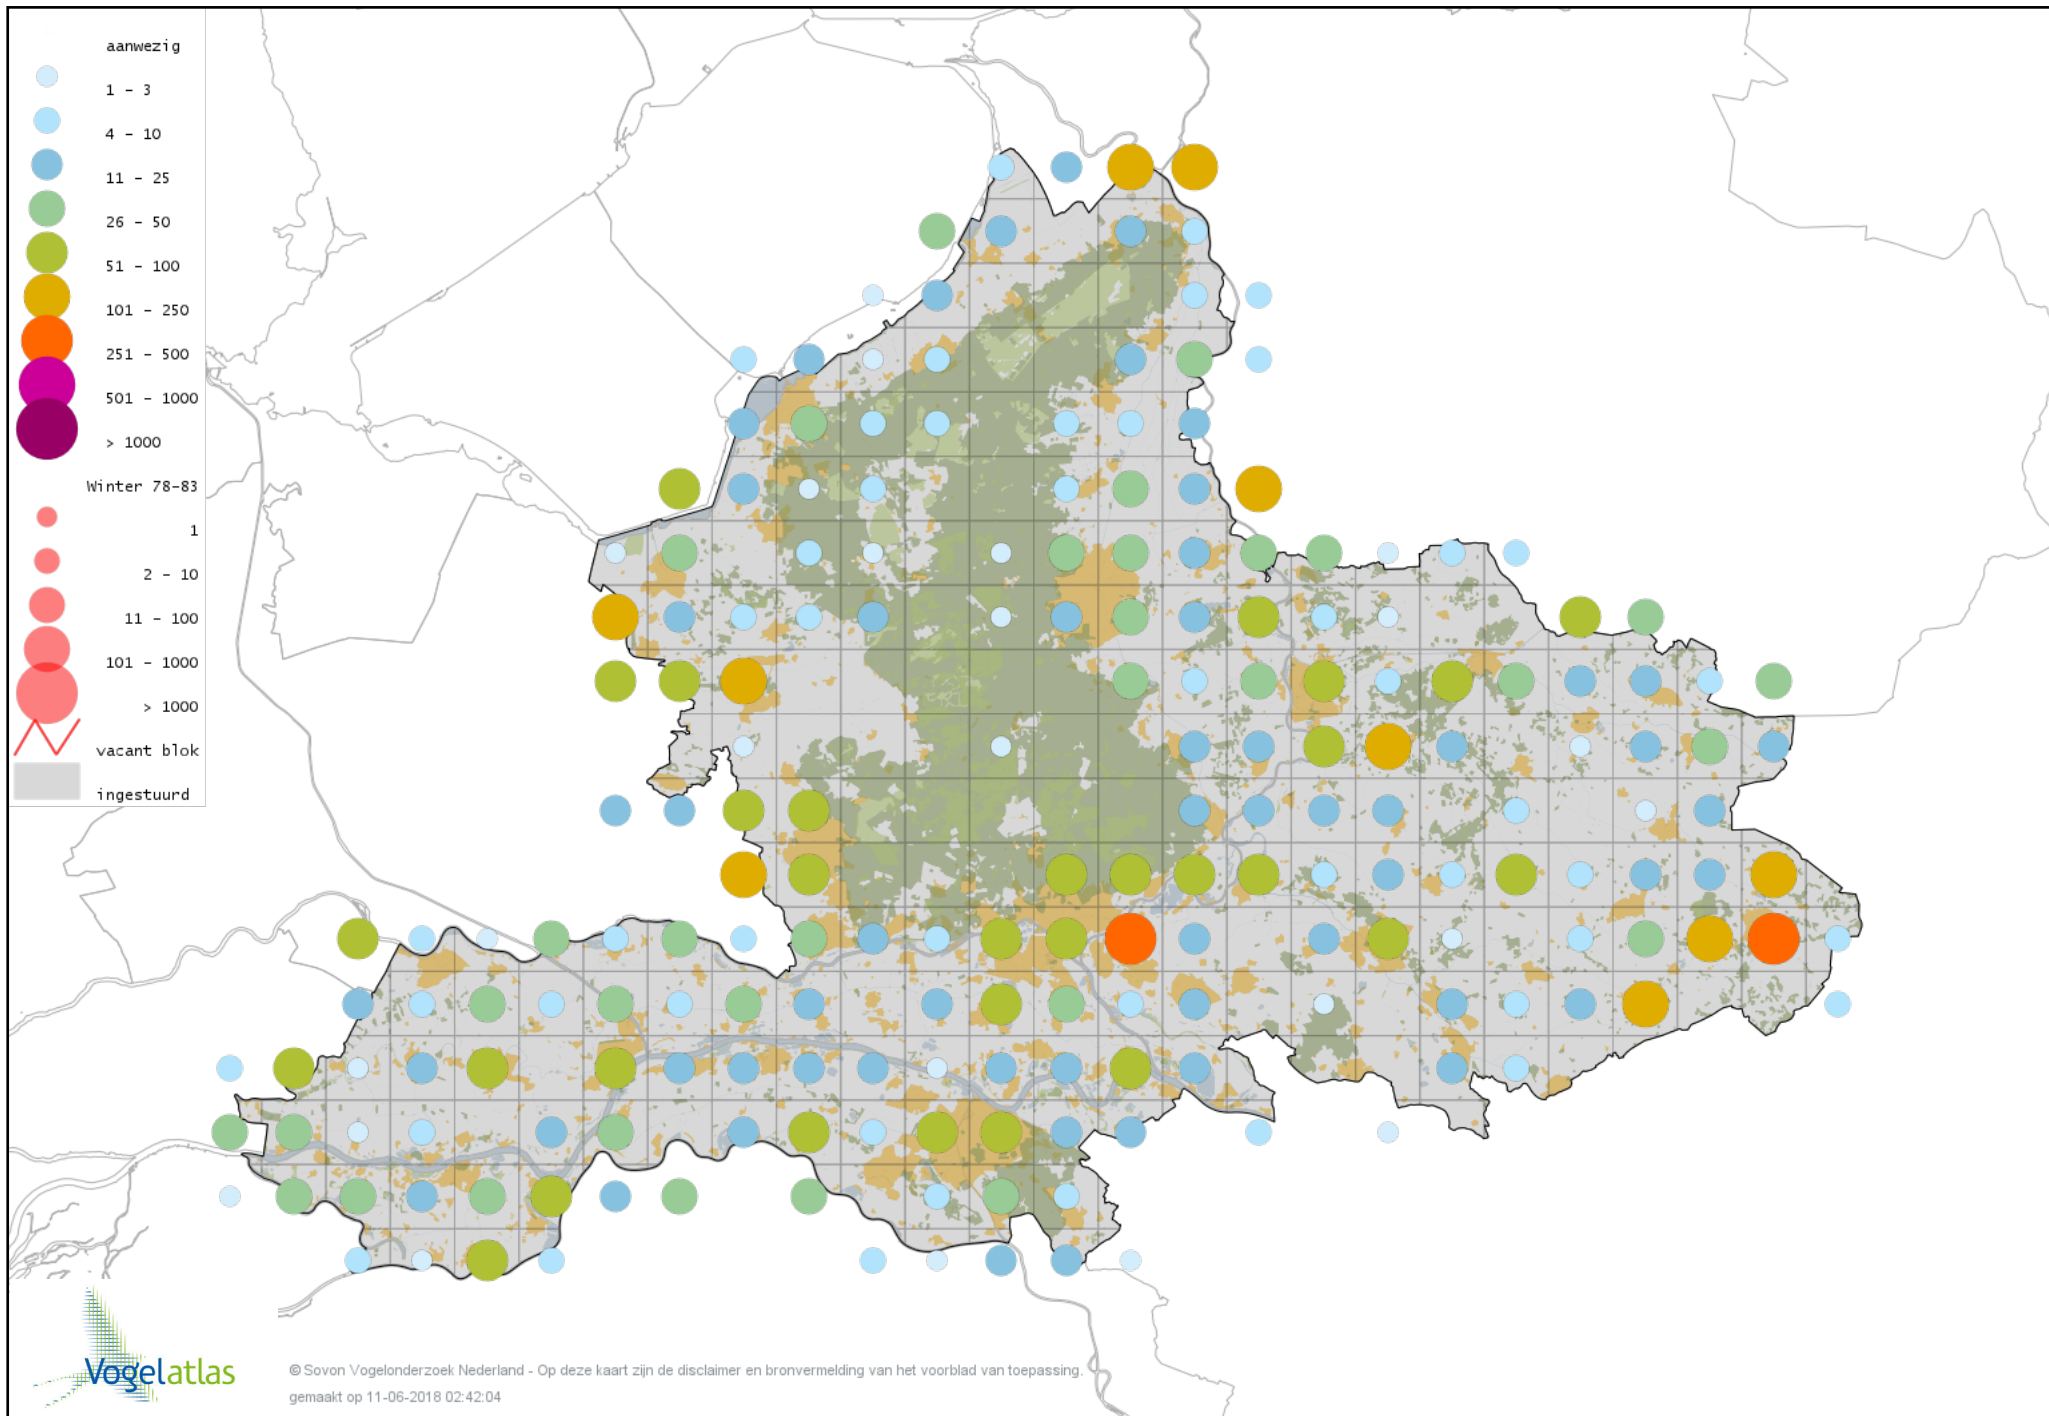 aanwezig
1 - 3
4 - 10
11 - 25
26 - 50
51 - 100
101 - 250
251 - 500
501 - 1000
> 1000
Winter 78-83
1
2 - 10
11 - 100
101 - 1000
> 1000
vacant blok
ingestuurd
Vogelatlas
© Sovon Vogelonderzoek Nederland - Op deze kaart zijn de disclaimer en bronvermelding van het voorblad van toepassing.
gemaakt op 11-06-2018 02:42:04